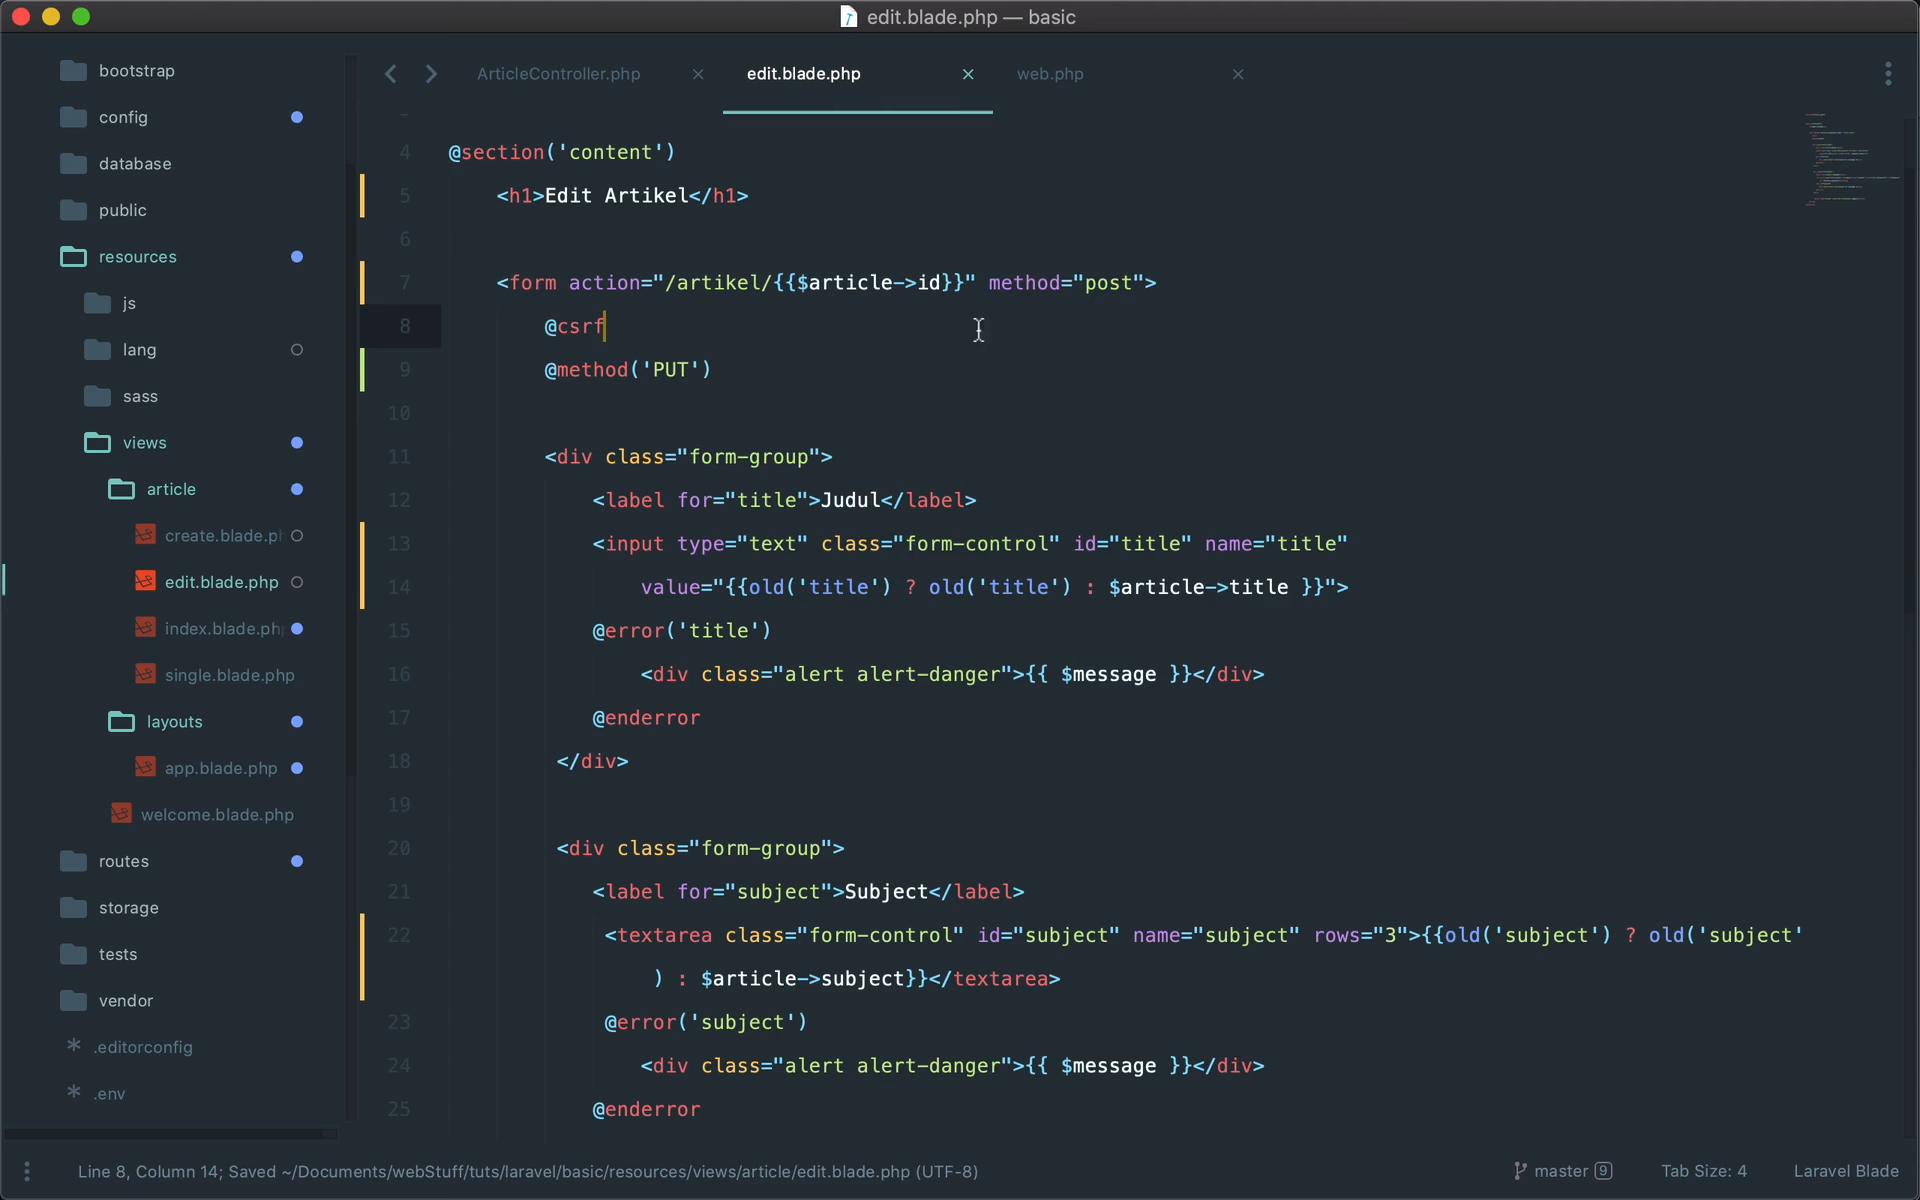 edit.blade.php — basic
bootstrap
config
database
public
resources
js
lang
sass
views
article
create.blade.ph
edit.blade.php
index.blade.ph
single.blade.php
layouts
app.blade.php
welcome.blade.php
routes
storage
tests
vendor
* .editorconfig
* .env
ArticleController.php
edit.blade.php
web.php
4 @section('content')
5 <h1>Edit Artikel</h1>
6
7 <form action="/artikel/{{$article->id}}" method="post">
8 @csrf
9 @method('PUT')
10
11 <div class="form-group">
12 <label for="title">Judul</label>
13 <input type="text" class="form-control" id="title" name="title"
14 value="{{old('title') ? old('title') : $article->title }}">
15 @error('title')
16 <div class="alert alert-danger">{{ $message }}</div>
17 @enderror
18 </div>
19
20 <div class="form-group">
21 <label for="subject">Subject</label>
22 <textarea class="form-control" id="subject" name="subject" rows="3">{{old('subject') ? old('subject'
) : $article->subject}}</textarea>
23 @error('subject')
24 <div class="alert alert-danger">{{ $message }}</div>
25 @enderror
Line 8, Column 14; Saved ~/Documents/webStuff/tuts/laravel/basic/resources/views/article/edit.blade.php (UTF-8)
master 9
Tab Size: 4
Laravel Blade